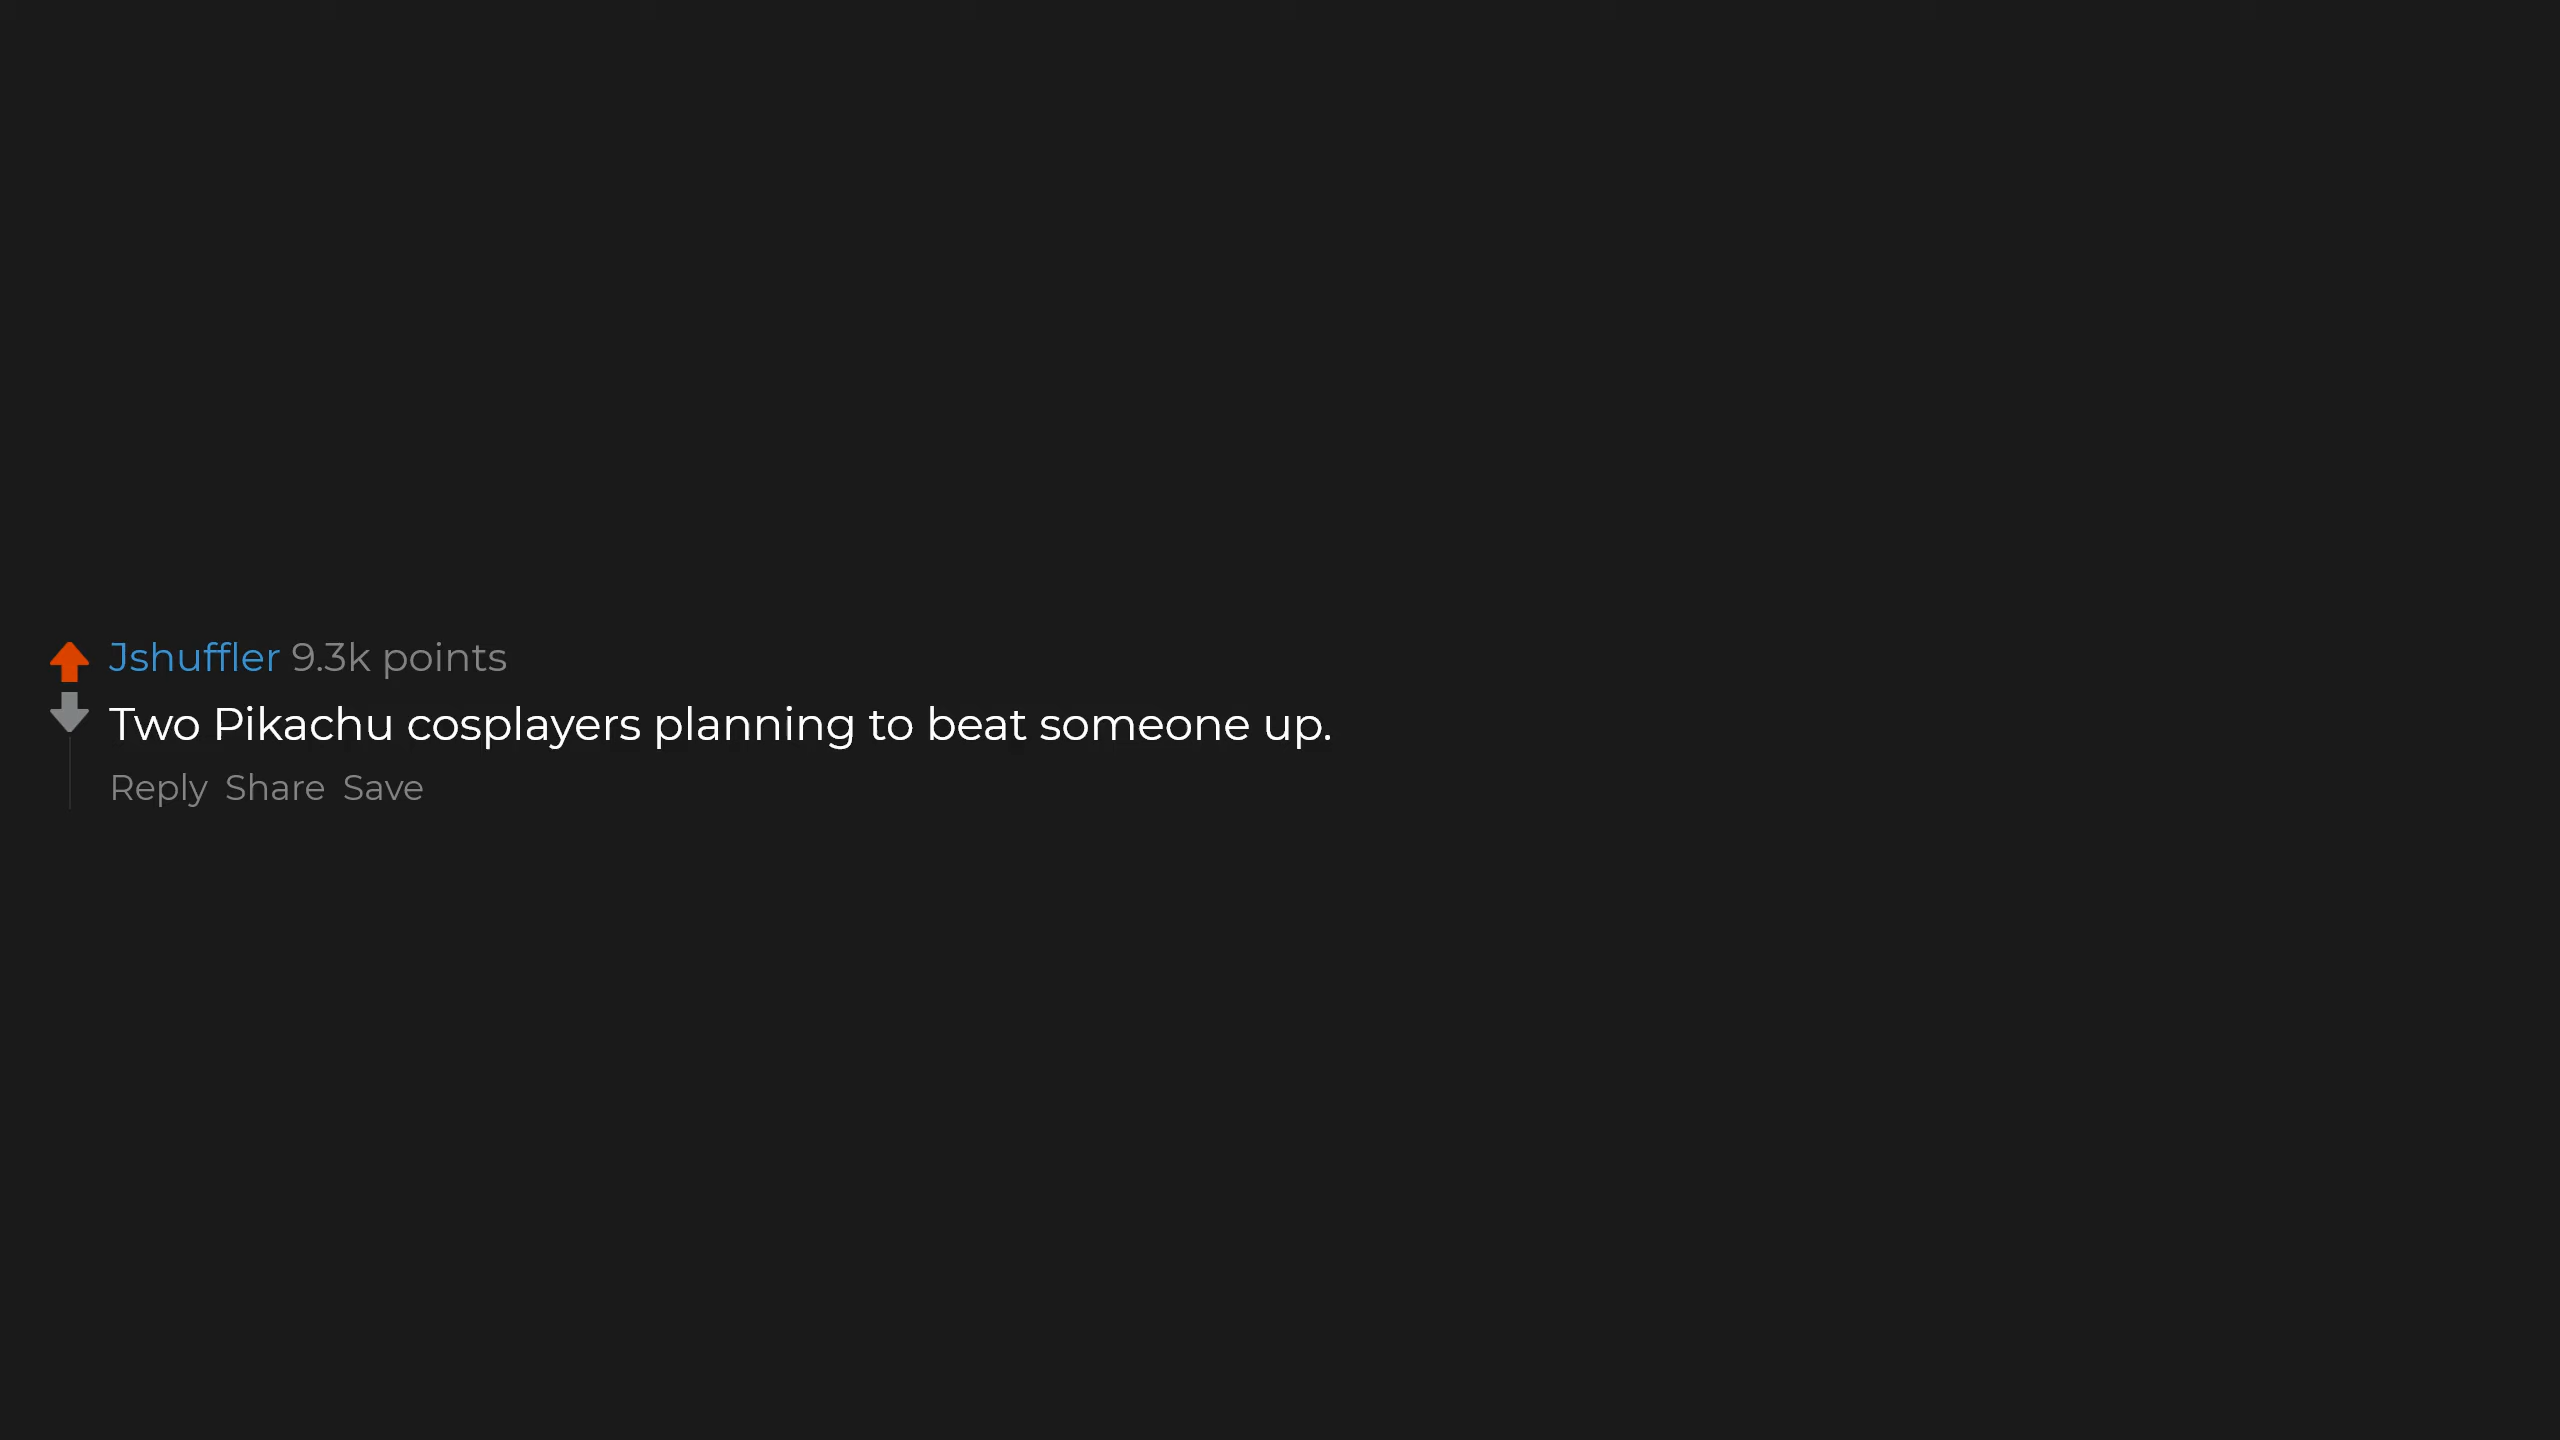 Jshuffler 9.3k points
Two Pikachu cosplayers planning to beat someone up.
Reply Share Save